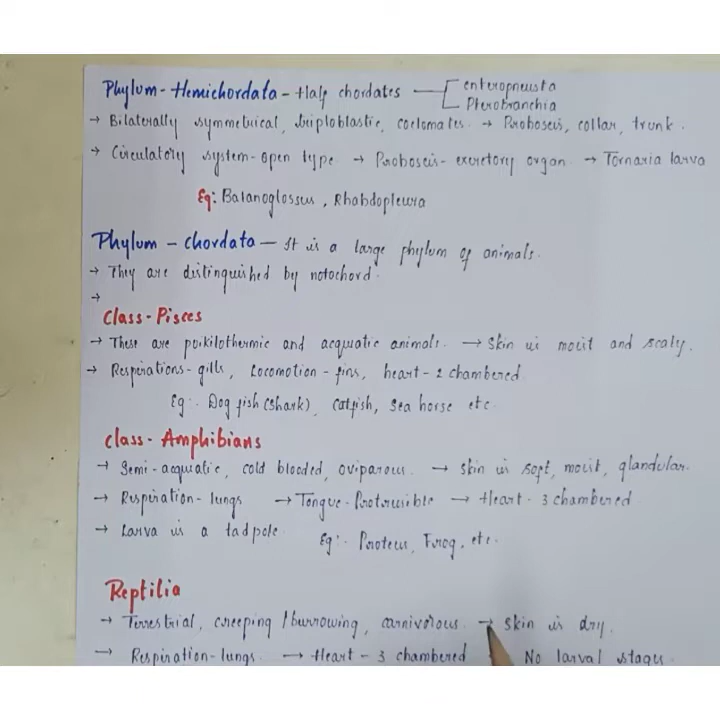 Phylum-Hemichordata - Half chordates enteropneusta
Pterobranchia
→ Bilaterally symmetrical, triploblastic, coelomates. → Proboscis, collar, trunk.
→ Circulatory system-open type → Proboscis-excretory organ. → Tornaria larva
Eg: Balanoglossus, Rhabdopleura
Phylum - chordata - It is a large phylum of animals.
→ They are distinguished by notochord.
→
Class-Pisces
→ These are poikilothermic and acquatic animals. → Skin is moist and scaly.
→ Respirations-gills, Locomotion-fins, heart-2 chambered.
Eg:- Dog fish (Shark), Catfish, Sea horse etc.
Class-Amphibians
→ Semi-acquatic, cold blooded, oviparous. → Skin is soft, moist, glandular.
→ Respiration-lungs → Tongue-Protrusible → Heart-3 chambered
→ Larva is a tadpole. Eg:- Proteus, Frog, etc.
Reptilia
→ Terrestrial, creeping/burrowing, carnivorous. → Skin is dry.
→ Respiration-lungs. → Heart-3 chambered No larval stages.